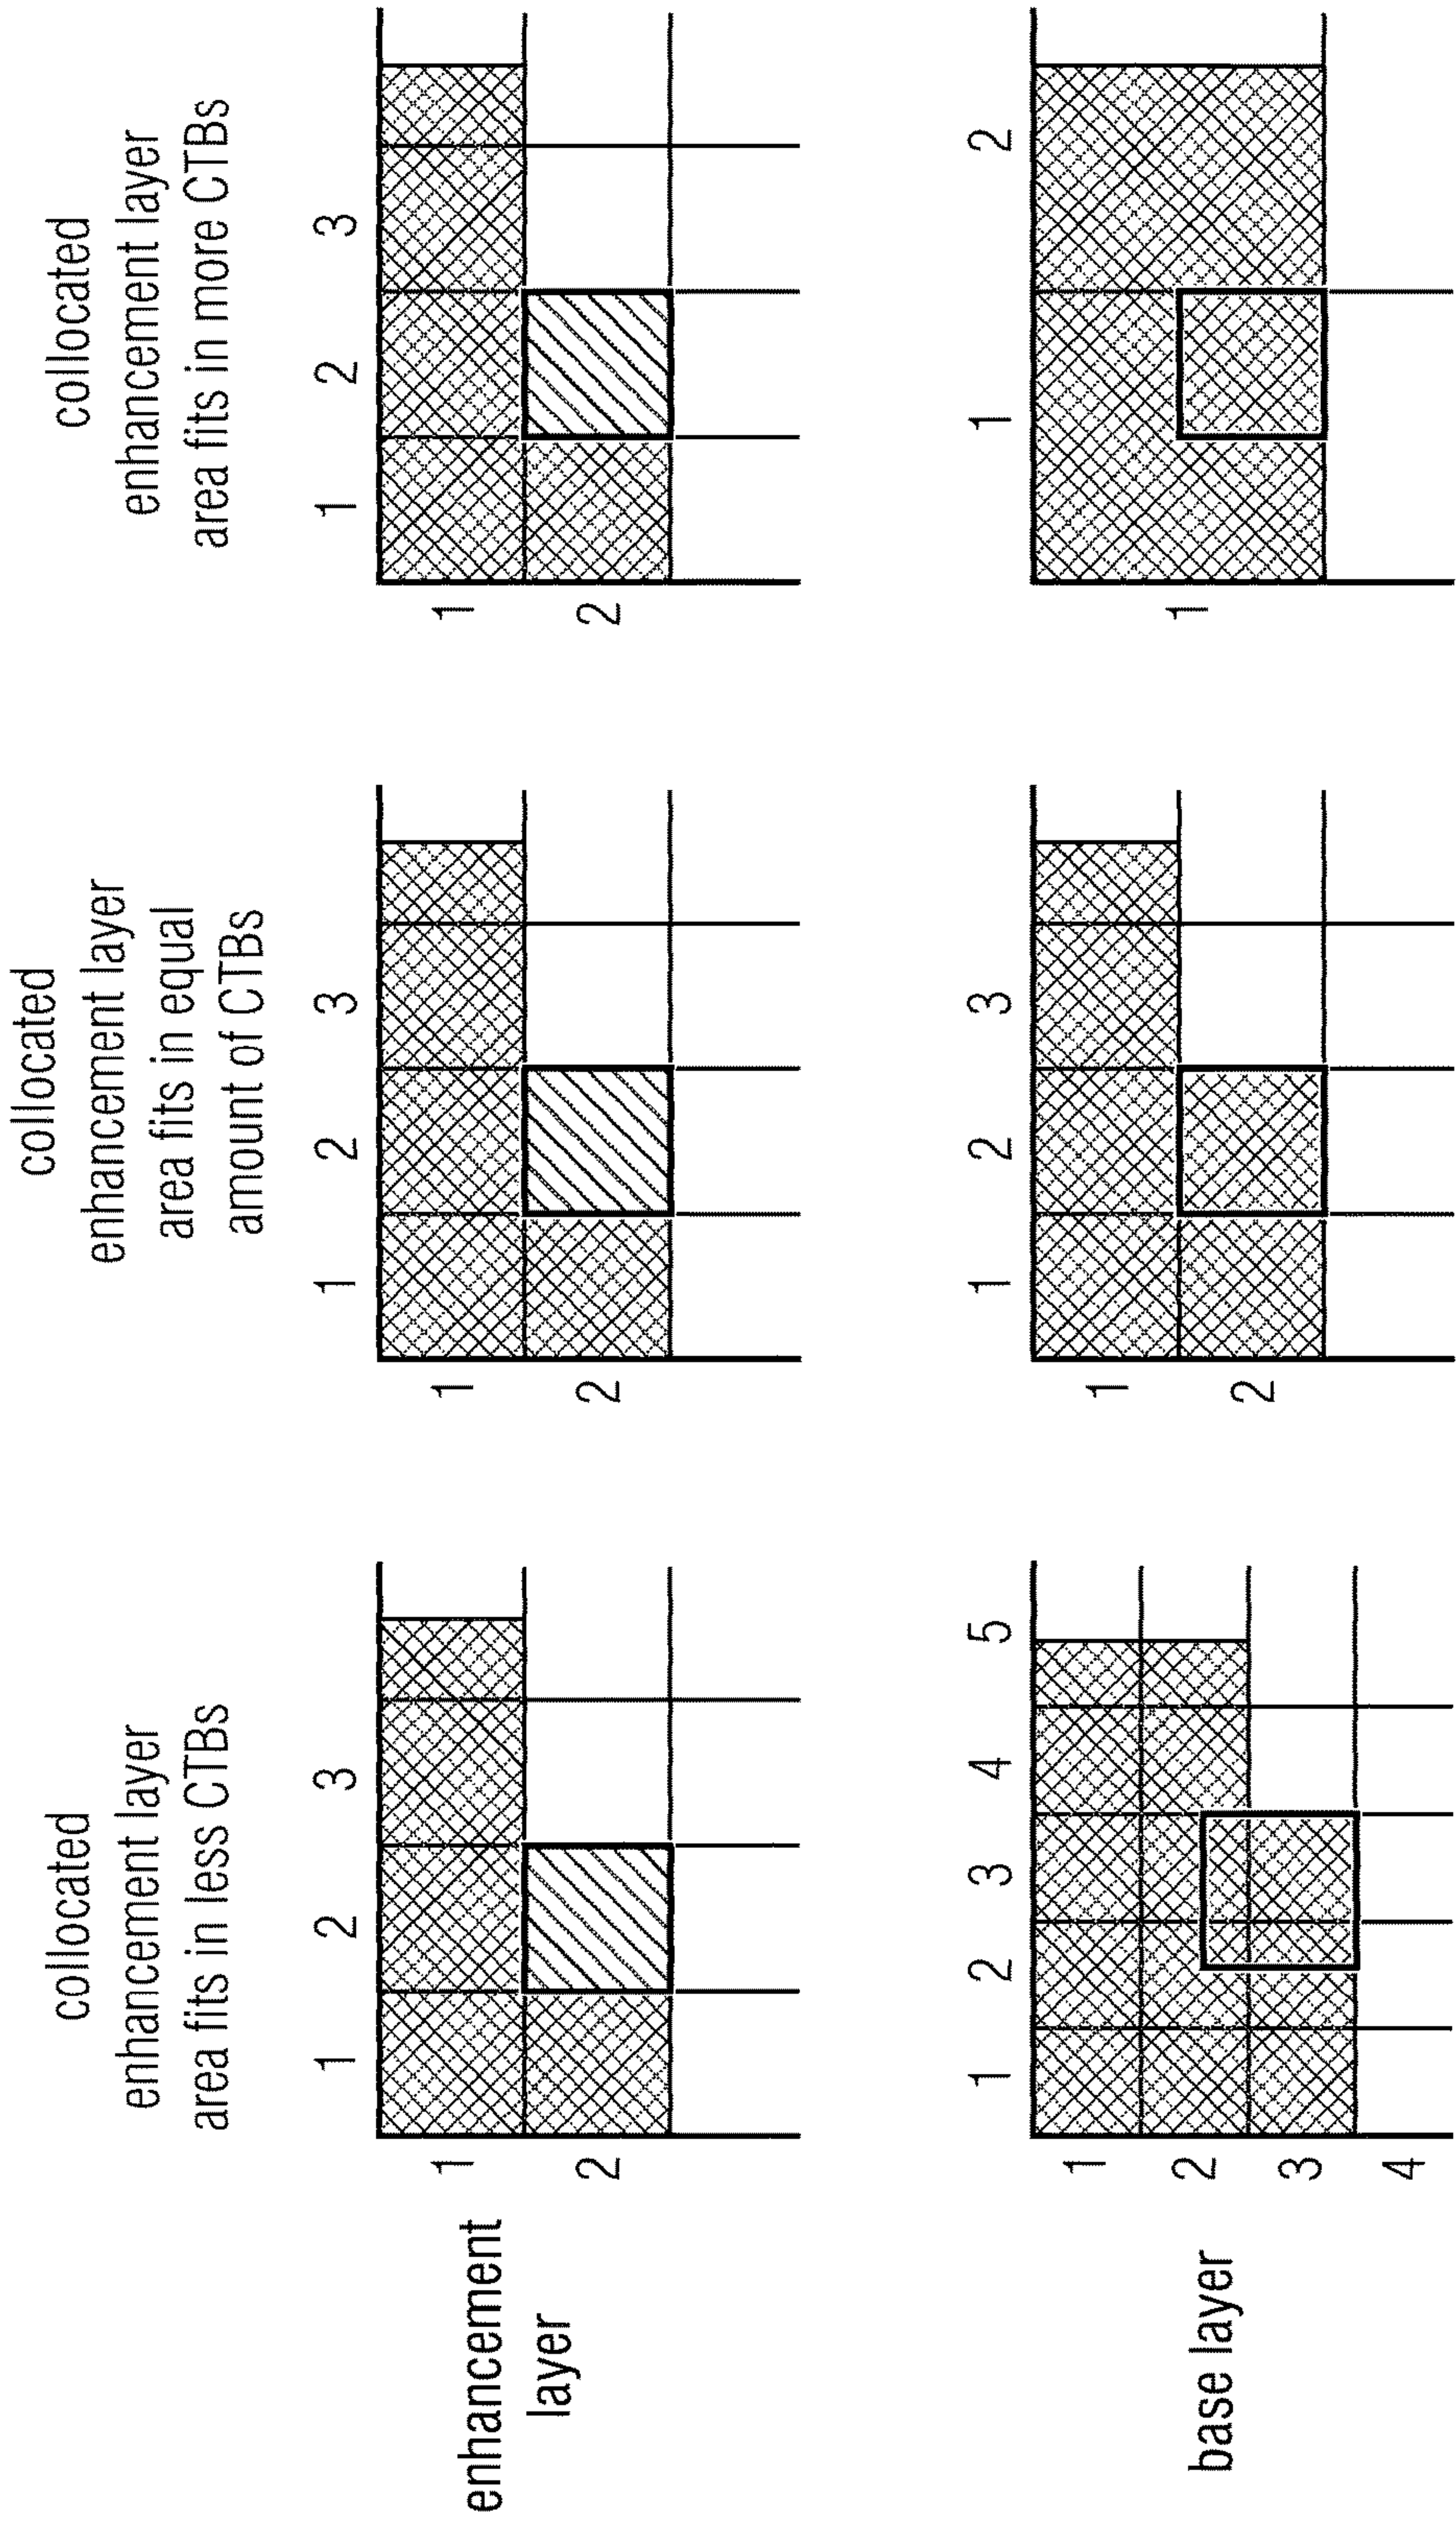 collocated
enhancement layer
area fits in less CTBs
collocated
enhancement layer
area fits in equal
amount of CTBs
collocated
enhancement layer
area fits in more CTBs
enhancement
layer
1 2 3
1
2
1 2 3
1
2
1 2 3
1
2
base layer
1 2 3 4 5
1
2
3
4
1 2 3
1
2
1 2
1